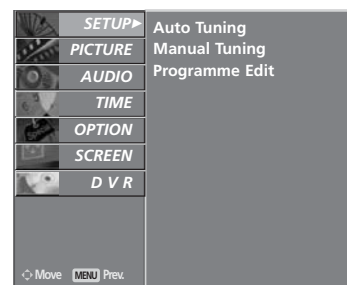 SETUP
PICTURE
AUDIO
TIME
OPTION
SCREEN
D V R
Auto Tuning
Manual Tuning
Programme Edit
Move MENU Prev.